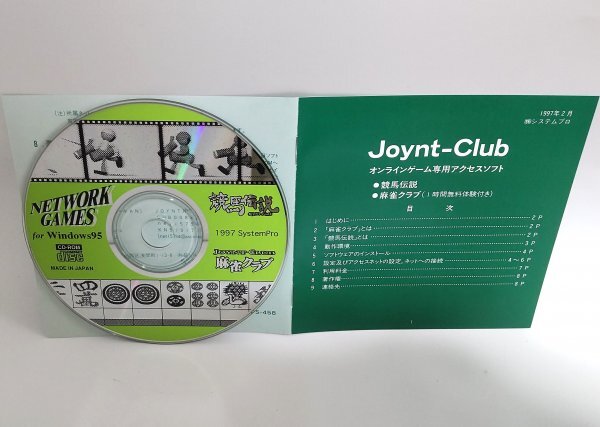 NETWORK
GAMES
for Windows95
CD-ROM
DISC
MADE IN JAPAN
競馬伝説
1997 SystemPro
JOYNT-CLUB
麻雀クラブ
S-456
1997年2月
㈱システムプロ
Joynt-Club
オンラインゲーム専用アクセスソフト
●競馬伝説
●麻雀クラブ(1時間無料体験付き)
目 次
1 はじめに 2P
2 「麻雀クラブ」とは 2P
3 「競馬伝説」とは 2P
4 動作環境 3P
5 ソフトウェアのインストール 4P
6 設定及びアクセスネットの設定、ネットへの接続 4〜6P
7 利用料金 7P
8 著作権 8P
9 連絡先 8P
1